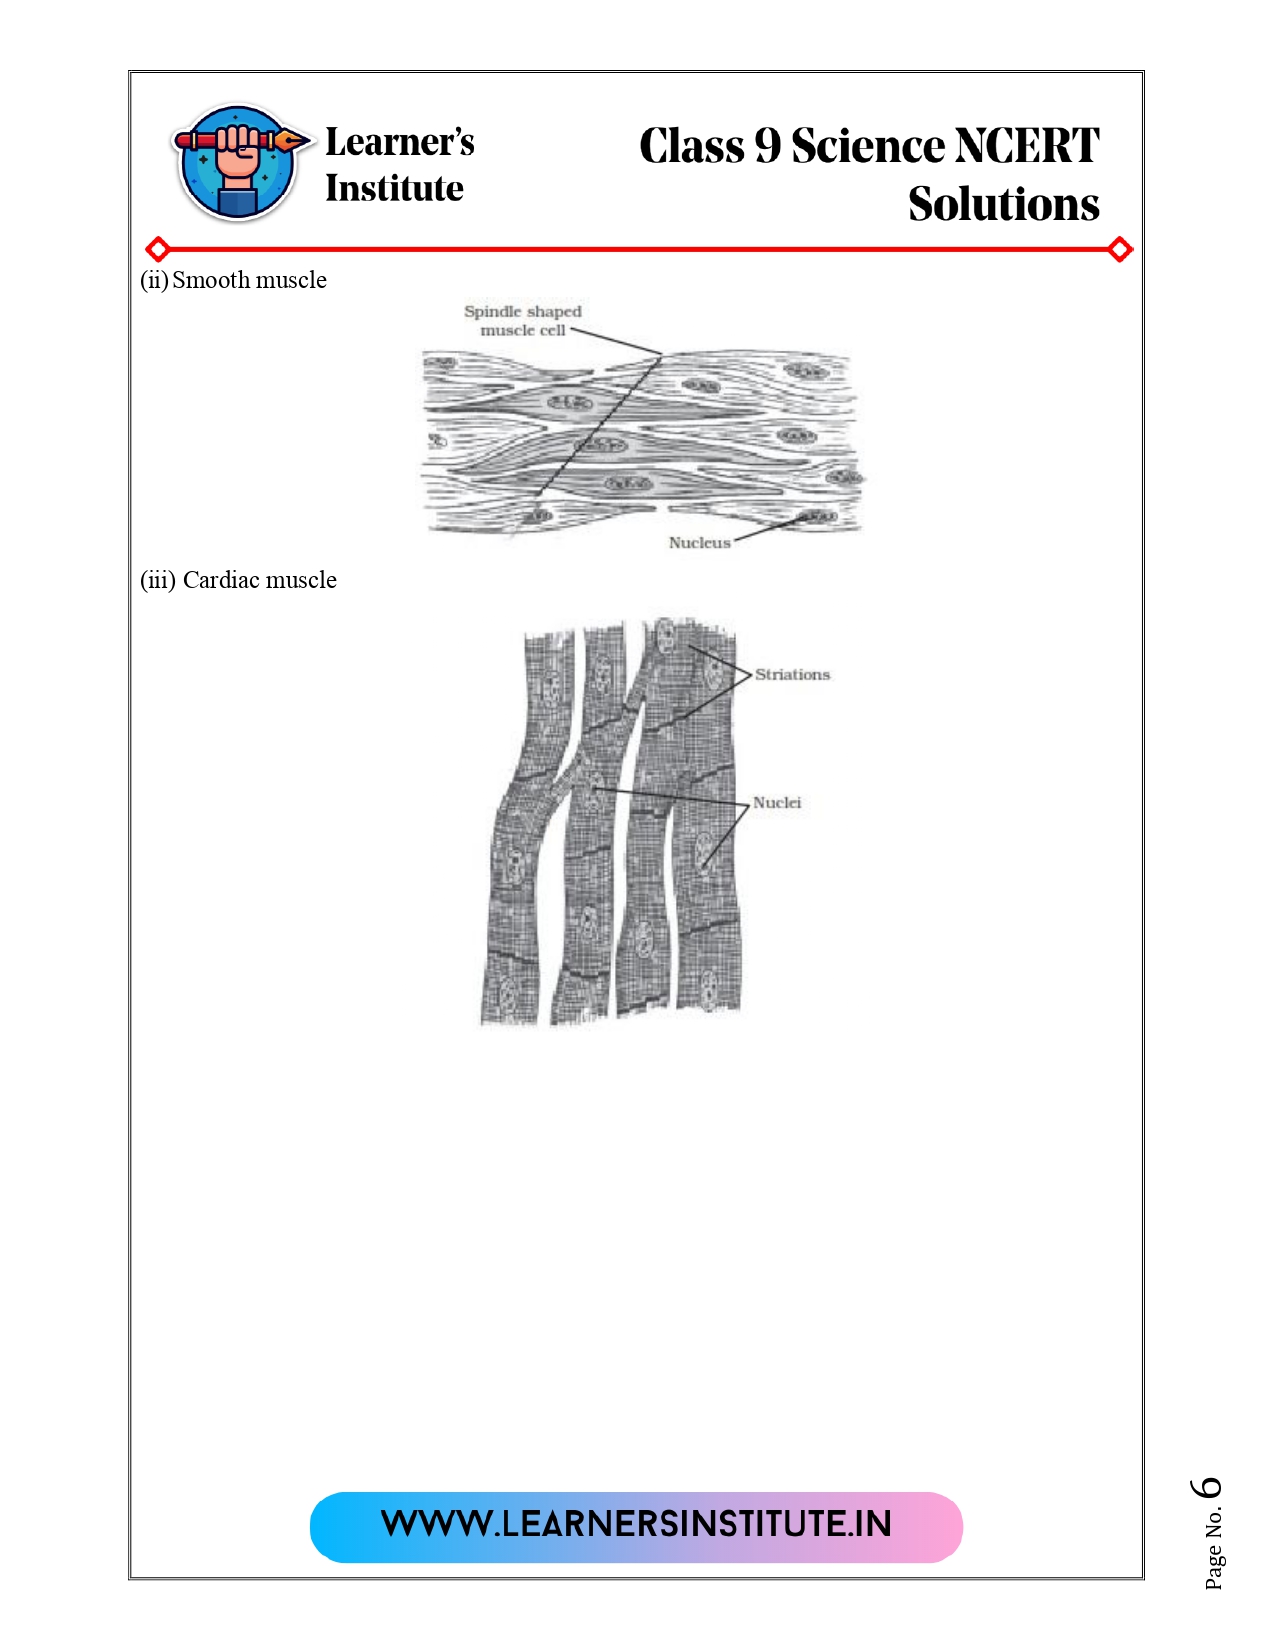 Learner's
Institute
Class 9 Science NCERT
Solutions
(ii) Smooth muscle
Spindle shaped
muscle cell
Nucleus
(iii) Cardiac muscle
Striations
Nuclei
WWW.LEARNERSINSTITUTE.IN
Page No. 6